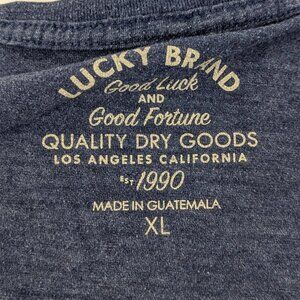 LUCKY BRAND
Good Luck
AND
Good Fortune
QUALITY DRY GOODS
LOS ANGELES CALIFORNIA
EST 1990
MADE IN GUATEMALA
XL